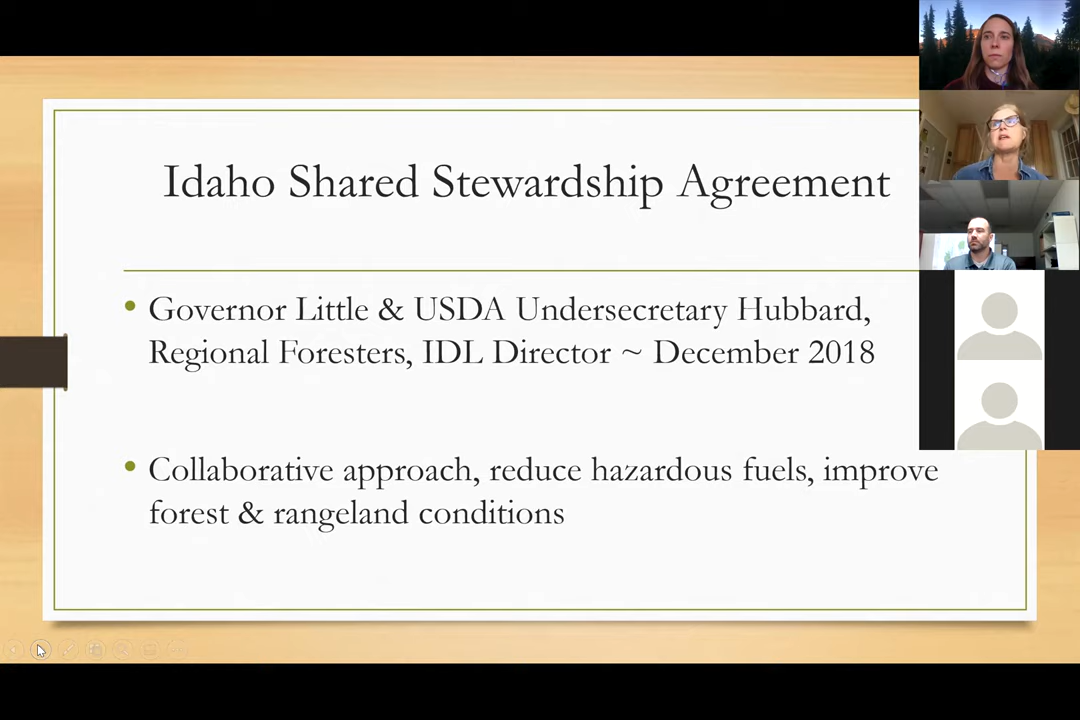 Idaho Shared Stewardship Agreement
• Governor Little & USDA Undersecretary Hubbard,
Regional Foresters, IDL Director ~ December 2018
• Collaborative approach, reduce hazardous fuels, improve
forest & rangeland conditions